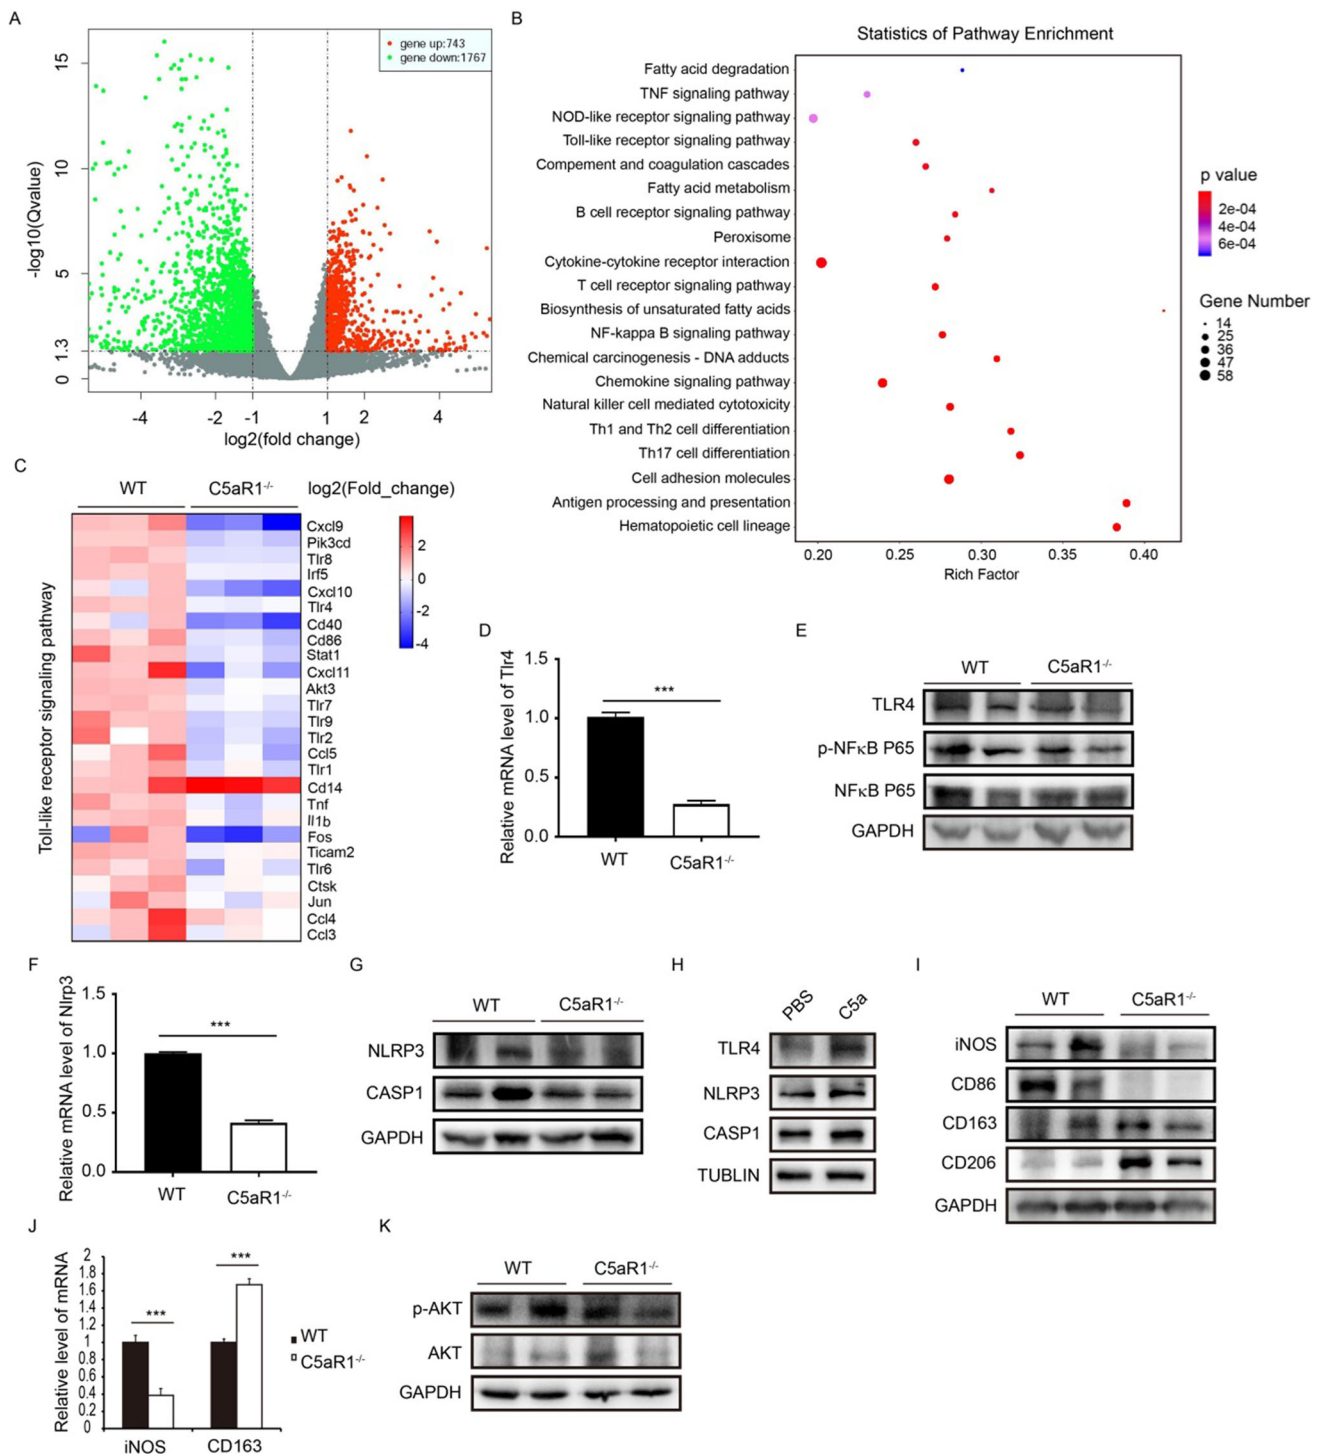 A
gene up:743
gene down:1767
15
10
5
1.3
0
-log10(Qvalue)
-4
-2
-1
1
2
4
log2(fold change)
B
Statistics of Pathway Enrichment
Fatty acid degradation
TNF signaling pathway
NOD-like receptor signaling pathway
Toll-like receptor signaling pathway
Compement and coagulation cascades
Fatty acid metabolism
B cell receptor signaling pathway
Peroxisome
Cytokine-cytokine receptor interaction
T cell receptor signaling pathway
Biosynthesis of unsaturated fatty acids
NF-kappa B signaling pathway
Chemical carcinogenesis - DNA adducts
Chemokine signaling pathway
Natural killer cell mediated cytotoxicity
Th1 and Th2 cell differentiation
Th17 cell differentiation
Cell adhesion molecules
Antigen processing and presentation
Hematopoietic cell lineage
0.20
0.25
0.30
0.35
0.40
Rich Factor
p value
2e-04
4e-04
6e-04
Gene Number
14
25
36
47
58
C
WT
C5aR1-/-
log2(Fold_change)
2
0
-2
-4
Toll-like receptor signaling pathway
Cxcl9
Pik3cd
Tlr8
Irf5
Cxcl10
Tlr4
Cd40
Cd86
Stat1
Cxcl11
Akt3
Tlr7
Tlr9
Tlr2
Ccl5
Tlr1
Cd14
Tnf
Il1b
Fos
Ticam2
Tlr6
Ctsk
Jun
Ccl4
Ccl3
D
Relative mRNA level of Tlr4
1.5
1.0
0.5
0.0
***
WT
C5aR1-/-
E
WT
C5aR1-/-
TLR4
p-NFκB P65
NFκB P65
GAPDH
F
Relative mRNA level of Nlrp3
1.5
1.0
0.5
0.0
***
WT
C5aR1-/-
G
WT
C5aR1-/-
NLRP3
CASP1
GAPDH
H
PBS
C5a
TLR4
NLRP3
CASP1
TUBLIN
I
WT
C5aR1-/-
iNOS
CD86
CD163
CD206
GAPDH
J
Relative level of mRNA
2
1.8
1.6
1.4
1.2
1
0.8
0.6
0.4
0.2
0
***
***
iNOS
CD163
WT
C5aR1-/-
K
WT
C5aR1-/-
p-AKT
AKT
GAPDH